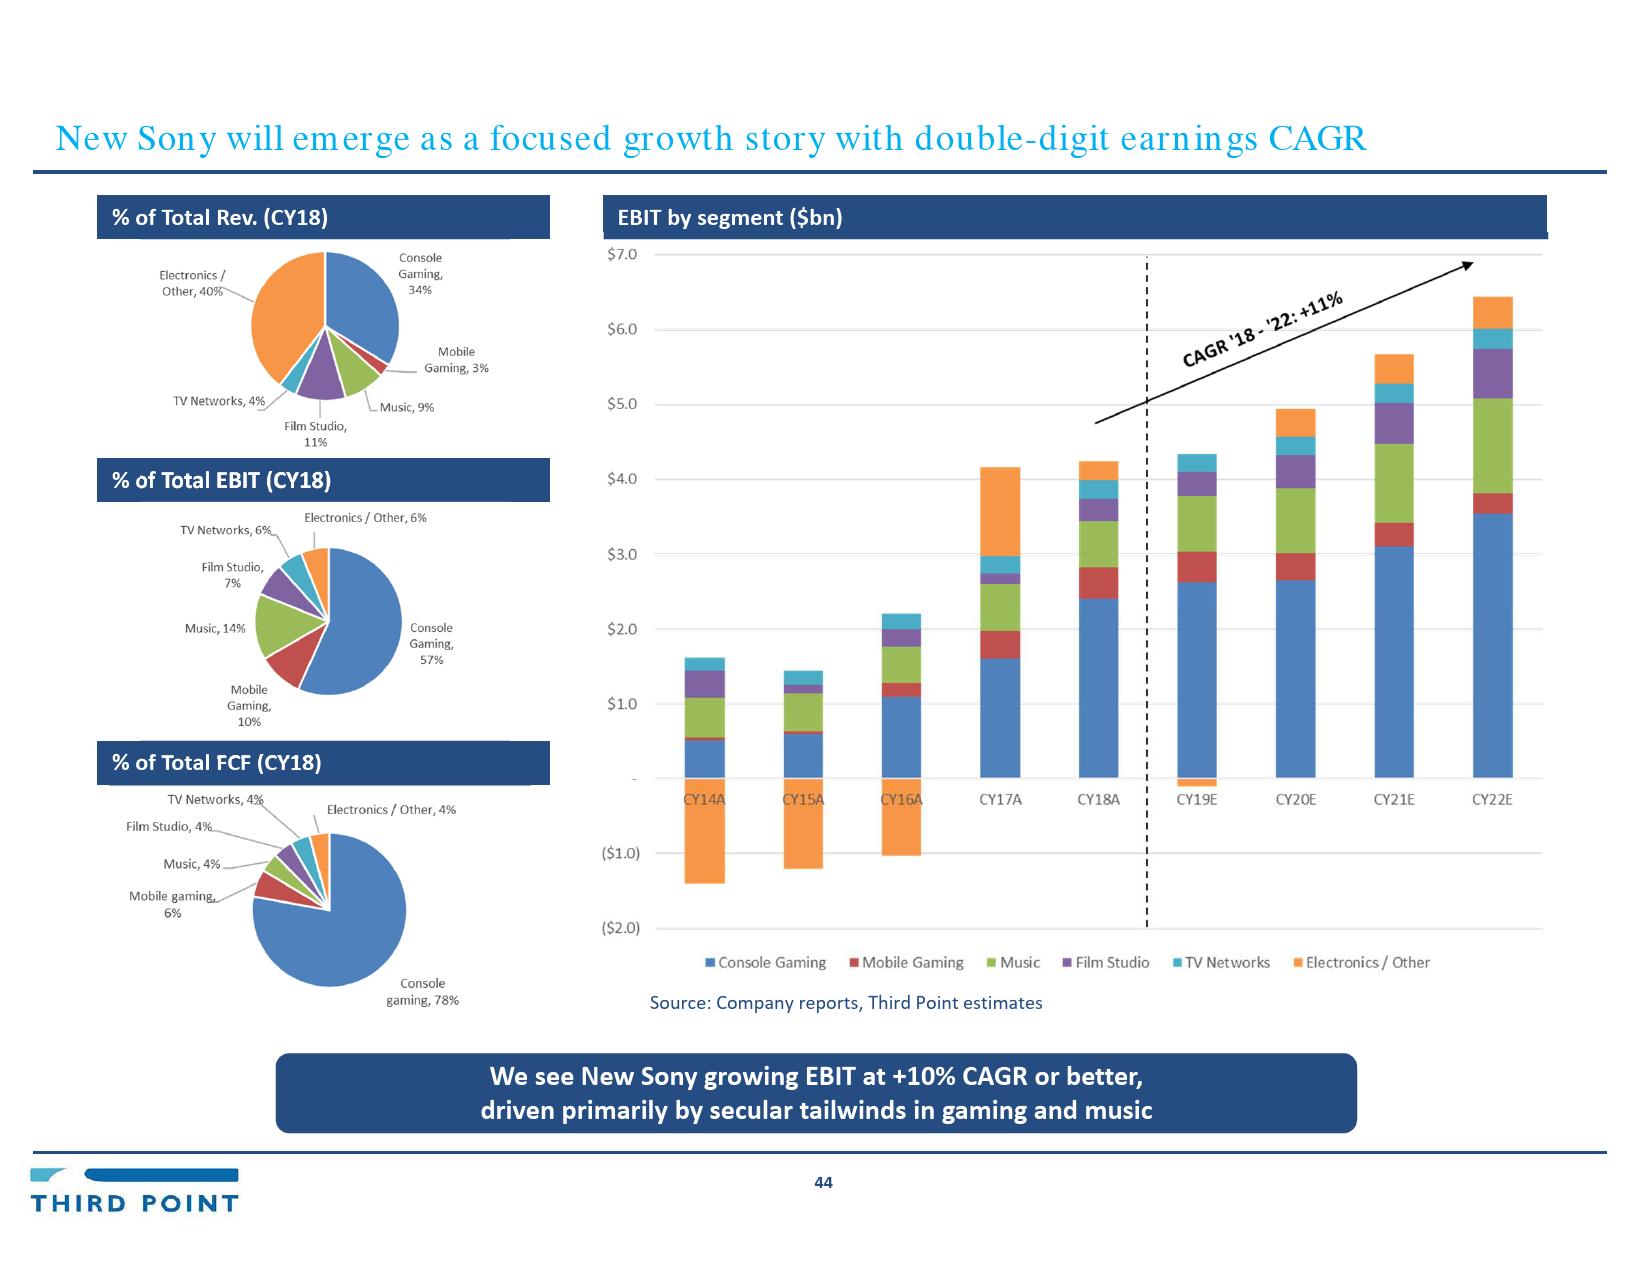 New Sony will emerge as a focused growth story with double-digit earnings CAGR
% of Total Rev. (CY18)
Console
Gaming,
34%
Electronics /
Other, 40%
Mobile
Gaming, 3%
TV Networks, 4%
Music, 9%
Film Studio,
11%
% of Total EBIT (CY18)
Electronics / Other, 6%
TV Networks, 6%
Film Studio,
7%
Music, 14%
Console
Gaming,
57%
Mobile
Gaming,
10%
% of Total FCF (CY18)
TV Networks, 4%
Electronics / Other, 4%
Film Studio, 4%
Music, 4%
Mobile gaming,
6%
Console
gaming, 78%
EBIT by segment ($bn)
$7.0
$6.0
$5.0
$4.0
$3.0
$2.0
$1.0
-
($1.0)
($2.0)
CAGR '18 - '22: +11%
CY14A CY15A CY16A CY17A CY18A CY19E CY20E CY21E CY22E
Console Gaming Mobile Gaming Music Film Studio TV Networks Electronics / Other
Source: Company reports, Third Point estimates
We see New Sony growing EBIT at +10% CAGR or better,
driven primarily by secular tailwinds in gaming and music
THIRD POINT
44